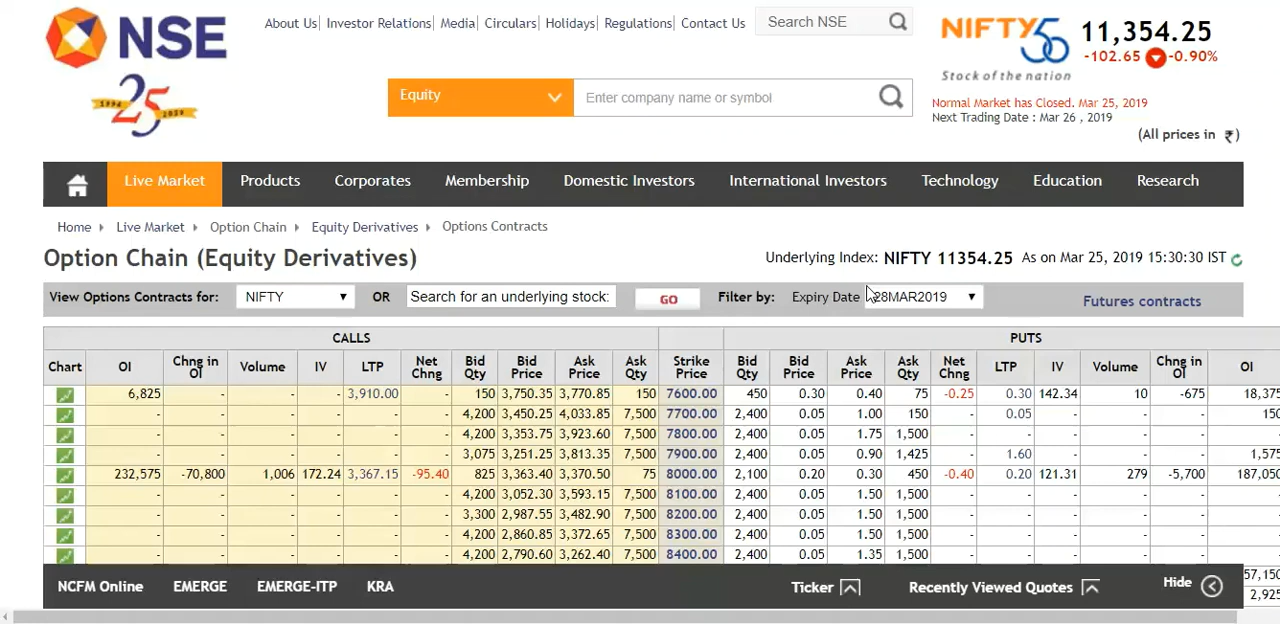 NSE
1994 25 2019
About Us| Investor Relations| Media| Circulars| Holidays| Regulations| Contact Us
Search NSE
NIFTY 50
Stock of the nation
11,354.25
-102.65 -0.90%
Equity
Enter company name or symbol
Normal Market has Closed. Mar 25, 2019
Next Trading Date : Mar 26 , 2019
(All prices in ₹)
Live Market Products Corporates Membership Domestic Investors International Investors Technology Education Research
Home Live Market Option Chain Equity Derivatives Options Contracts
Option Chain (Equity Derivatives)
Underlying Index: NIFTY 11354.25 As on Mar 25, 2019 15:30:30 IST
View Options Contracts for: NIFTY OR Search for an underlying stock: GO Filter by: Expiry Date 28MAR2019 Futures contracts
CALLS PUTS
Chart OI Chng in OI Volume IV LTP Net Chng Bid Qty Bid Price Ask Price Ask Qty Strike Price Bid Qty Bid Price Ask Price Ask Qty Net Chng LTP IV Volume Chng in OI OI
6,825 - - - 3,910.00 - 150 3,750.35 3,770.85 150 7600.00 450 0.30 0.40 75 -0.25 0.30 142.34 10 -675 18,375
- - - - - - 4,200 3,450.25 4,033.85 7,500 7700.00 2,400 0.05 1.00 150 - 0.05 - - - 150
- - - - - - 4,200 3,353.75 3,923.60 7,500 7800.00 2,400 0.05 1.75 1,500 - - - - - -
- - - - - - 3,075 3,251.25 3,813.35 7,500 7900.00 2,400 0.05 0.90 1,425 - 1.60 - - - 1,575
232,575 -70,800 1,006 172.24 3,367.15 -95.40 825 3,363.40 3,370.50 75 8000.00 2,100 0.20 0.30 450 -0.40 0.20 121.31 279 -5,700 187,050
- - - - - - 4,200 3,052.30 3,593.15 7,500 8100.00 2,400 0.05 1.50 1,500 - - - - - -
- - - - - - 3,300 2,987.55 3,482.90 7,500 8200.00 2,400 0.05 1.50 1,500 - - - - - -
- - - - - - 4,200 2,860.85 3,372.65 7,500 8300.00 2,400 0.05 1.50 1,500 - - - - - -
- - - - - - 4,200 2,790.60 3,262.40 7,500 8400.00 2,400 0.05 1.35 1,500 - - - - - -
57,150
2,925
NCFM Online EMERGE EMERGE-ITP KRA Ticker Recently Viewed Quotes Hide